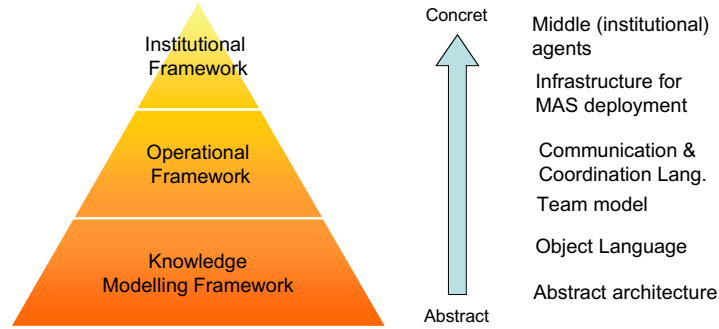 Institutional
Framework
Operational
Framework
Knowledge
Modelling Framework
Concret
Abstract
Middle (institutional)
agents
Infrastructure for
MAS deployment
Communication &
Coordination Lang.
Team model
Object Language
Abstract architecture